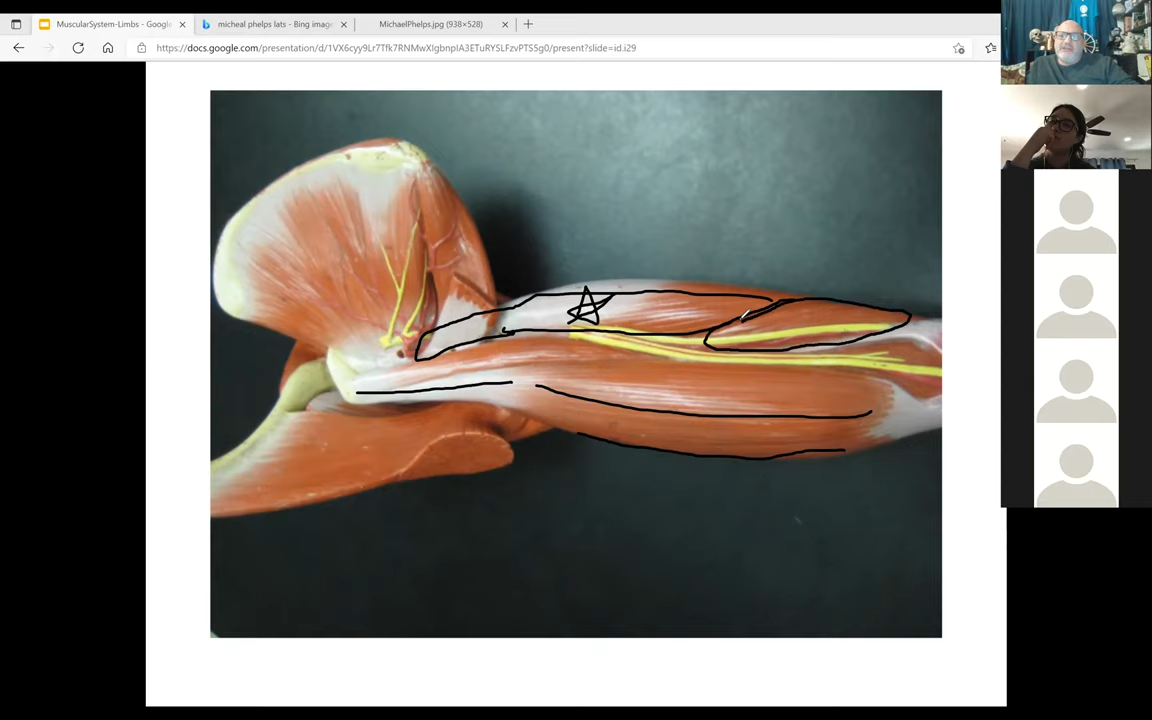 MuscularSystem-Limbs - Google
micheal phelps lats - Bing image
MichaelPhelps.jpg (938×528)
https://docs.google.com/presentation/d/1VX6cyy9Lr7Tfk7RNMwXIgbnpIA3ETuRYSLFzvPTSSg0/present?slide=id.i29